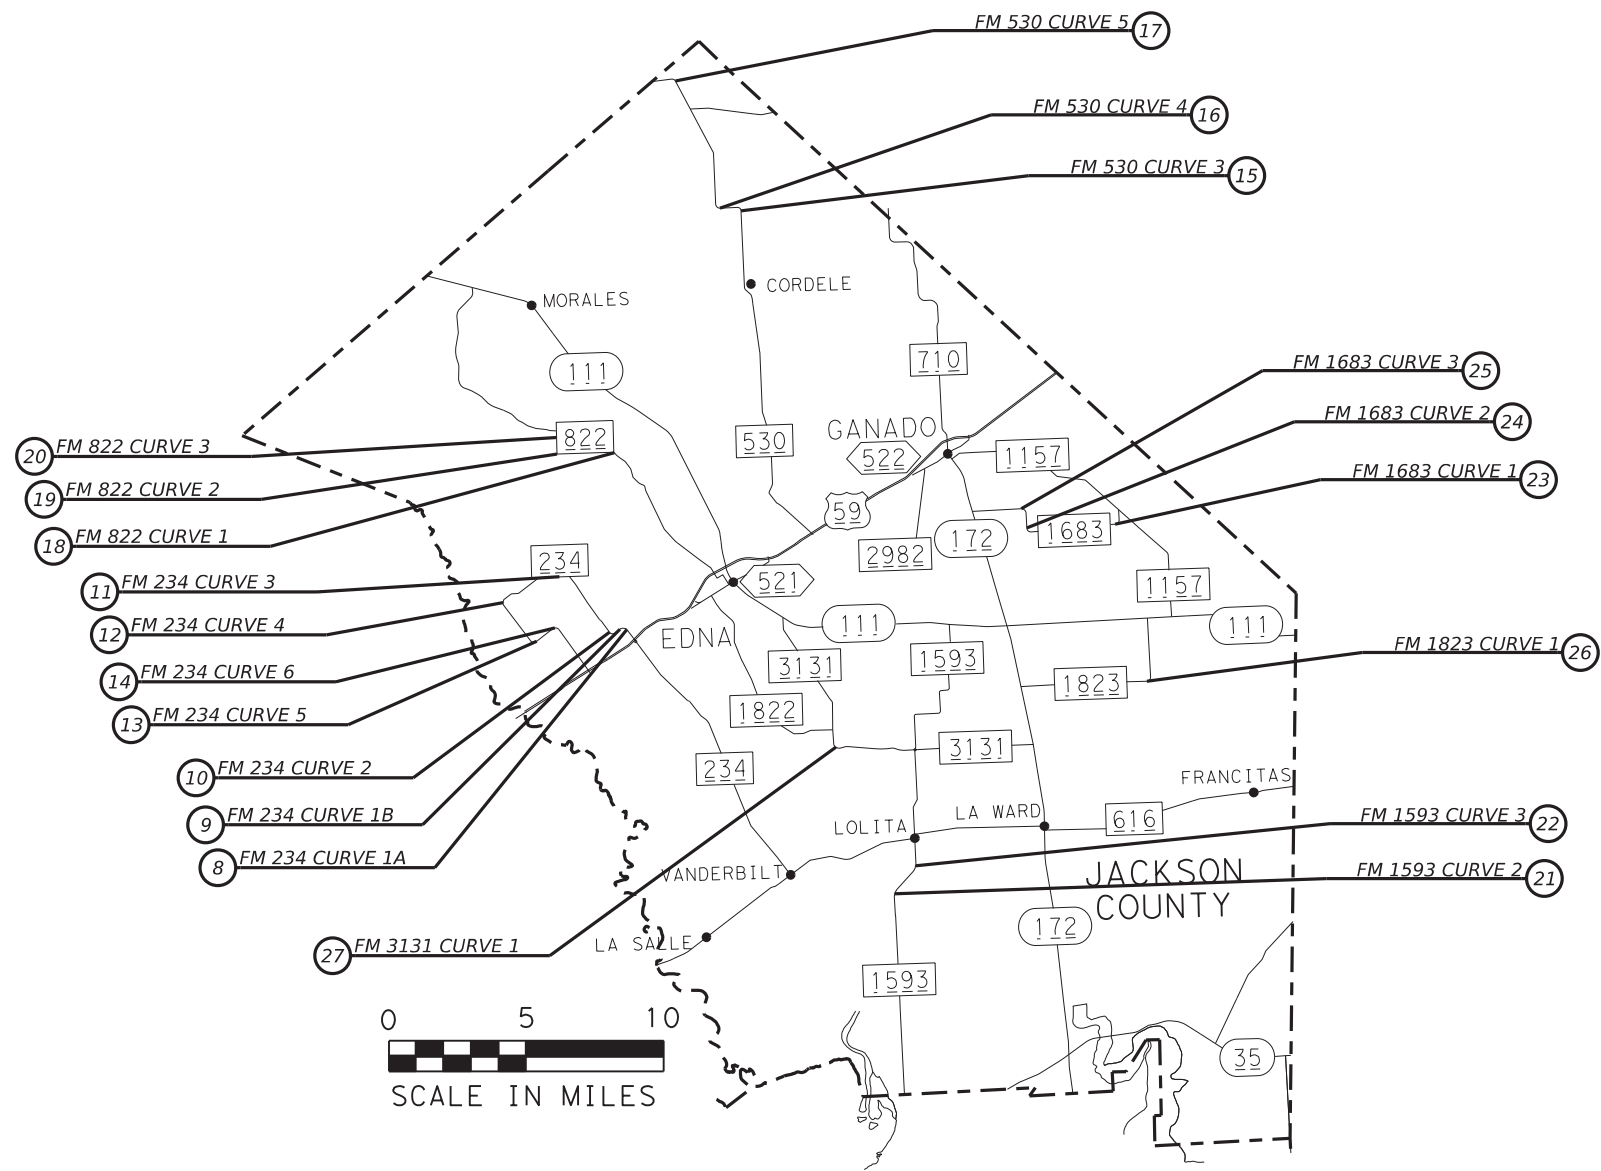 FM 530 CURVE 5 17
FM 530 CURVE 4 16
FM 530 CURVE 3 15
CORDELE
MORALES
710
111
FM 1683 CURVE 3 25
FM 1683 CURVE 2 24
GANADO
822
530
522
1157
20 FM 822 CURVE 3
FM 1683 CURVE 1 23
19 FM 822 CURVE 2
59
1683
172
18 FM 822 CURVE 1
2982
234
521
1157
11 FM 234 CURVE 3
12 FM 234 CURVE 4
111
111
EDNA
FM 1823 CURVE 1 26
3131
1593
14 FM 234 CURVE 6
1823
13 FM 234 CURVE 5
1822
3131
234
10 FM 234 CURVE 2
FRANCITAS
9 FM 234 CURVE 1B
LA WARD
616
FM 1593 CURVE 3 22
LOLITA
8 FM 234 CURVE 1A
VANDERBILT
JACKSON
COUNTY
FM 1593 CURVE 2 21
172
27 FM 3131 CURVE 1
LA SALLE
1593
0 5 10
35
SCALE IN MILES